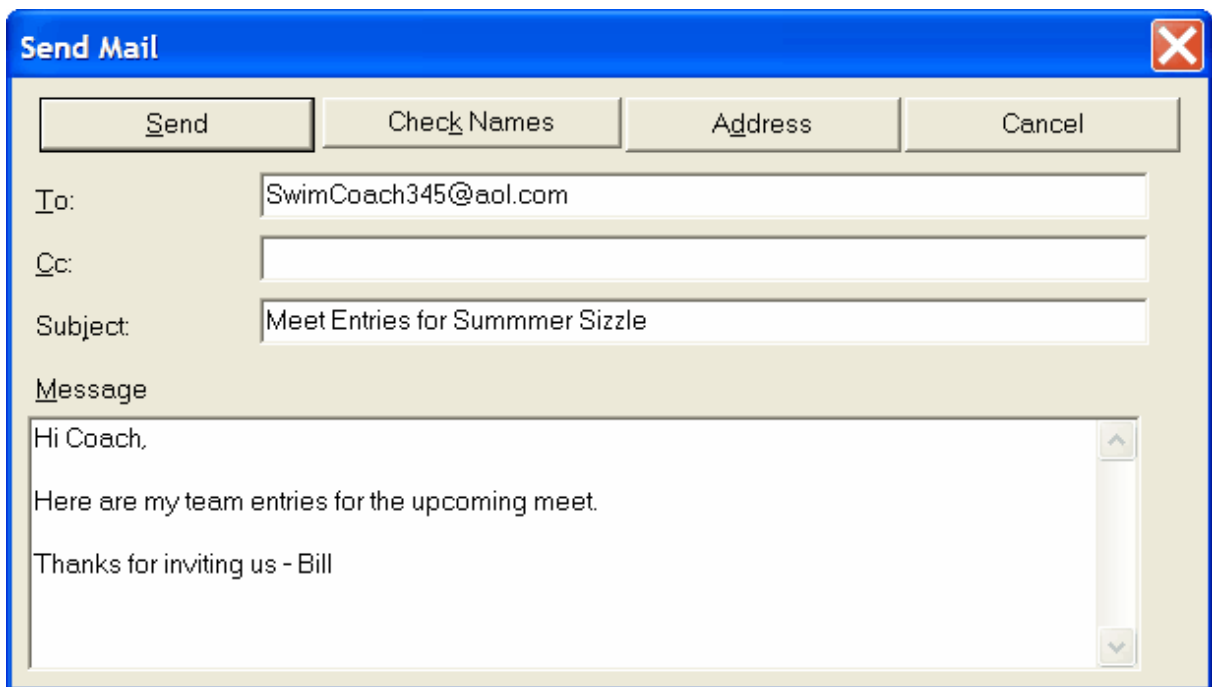 Send Mail
Send Check Names Address Cancel
To: SwimCoach345@aol.com
Cc:
Subject: Meet Entries for Summmer Sizzle
Message
Hi Coach,
Here are my team entries for the upcoming meet.
Thanks for inviting us - Bill